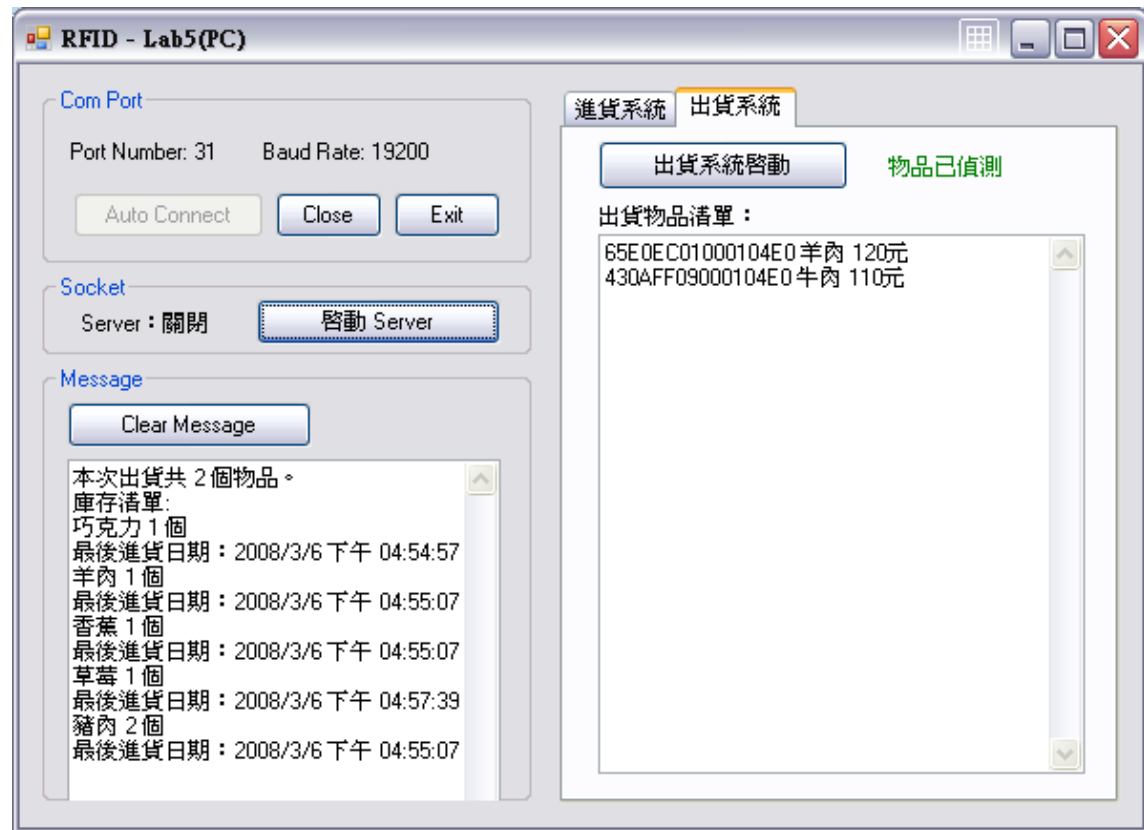 RFID - Lab5(PC)
Com Port
Port Number: 31 Baud Rate: 19200
Auto Connect Close Exit
Socket
Server：關閉 啓動 Server
Message
Clear Message
本次出貨共 2 個物品。
庫存清單:
巧克力 1 個
最後進貨日期：2008/3/6 下午 04:54:57
羊肉 1 個
最後進貨日期：2008/3/6 下午 04:55:07
香蕉 1 個
最後進貨日期：2008/3/6 下午 04:55:07
草莓 1 個
最後進貨日期：2008/3/6 下午 04:57:39
豬肉 2 個
最後進貨日期：2008/3/6 下午 04:55:07
進貨系統 出貨系統
出貨系統啓動 物品已偵測
出貨物品清單：
65E0EC01000104E0 羊肉 120元
430AFF09000104E0 牛肉 110元